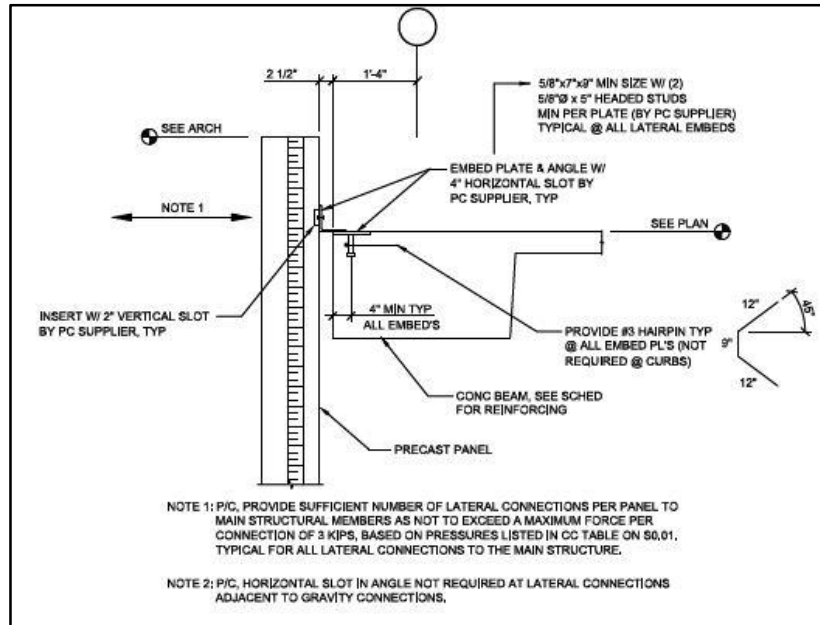 2 1/2"
1'-4"
5/8"x7"x9" MIN SIZE W/ (2)
5/8"Ø x 5" HEADED STUDS
MIN PER PLATE (BY PC SUPPLIER)
TYPICAL @ ALL LATERAL EMBEDS
SEE ARCH
EMBED PLATE & ANGLE W/
4" HORIZONTAL SLOT BY
PC SUPPLIER, TYP
NOTE 1
SEE PLAN
INSERT W/ 2" VERTICAL SLOT
BY PC SUPPLIER, TYP
4" MIN TYP
ALL EMBED'S
PROVIDE #3 HAIRPIN TYP
@ ALL EMBED PL'S (NOT
REQUIRED @ CURBS)
12"
45°
9"
12"
CONC BEAM, SEE SCHED
FOR REINFORCING
PRECAST PANEL
NOTE 1: P/C, PROVIDE SUFFICIENT NUMBER OF LATERAL CONNECTIONS PER PANEL TO
MAIN STRUCTURAL MEMBERS AS NOT TO EXCEED A MAXIMUM FORCE PER
CONNECTION OF 3 KIPS, BASED ON PRESSURES LISTED IN CC TABLE ON S0.01.
TYPICAL FOR ALL LATERAL CONNECTIONS TO THE MAIN STRUCTURE.
NOTE 2: P/C, HORIZONTAL SLOT IN ANGLE NOT REQUIRED AT LATERAL CONNECTIONS
ADJACENT TO GRAVITY CONNECTIONS.